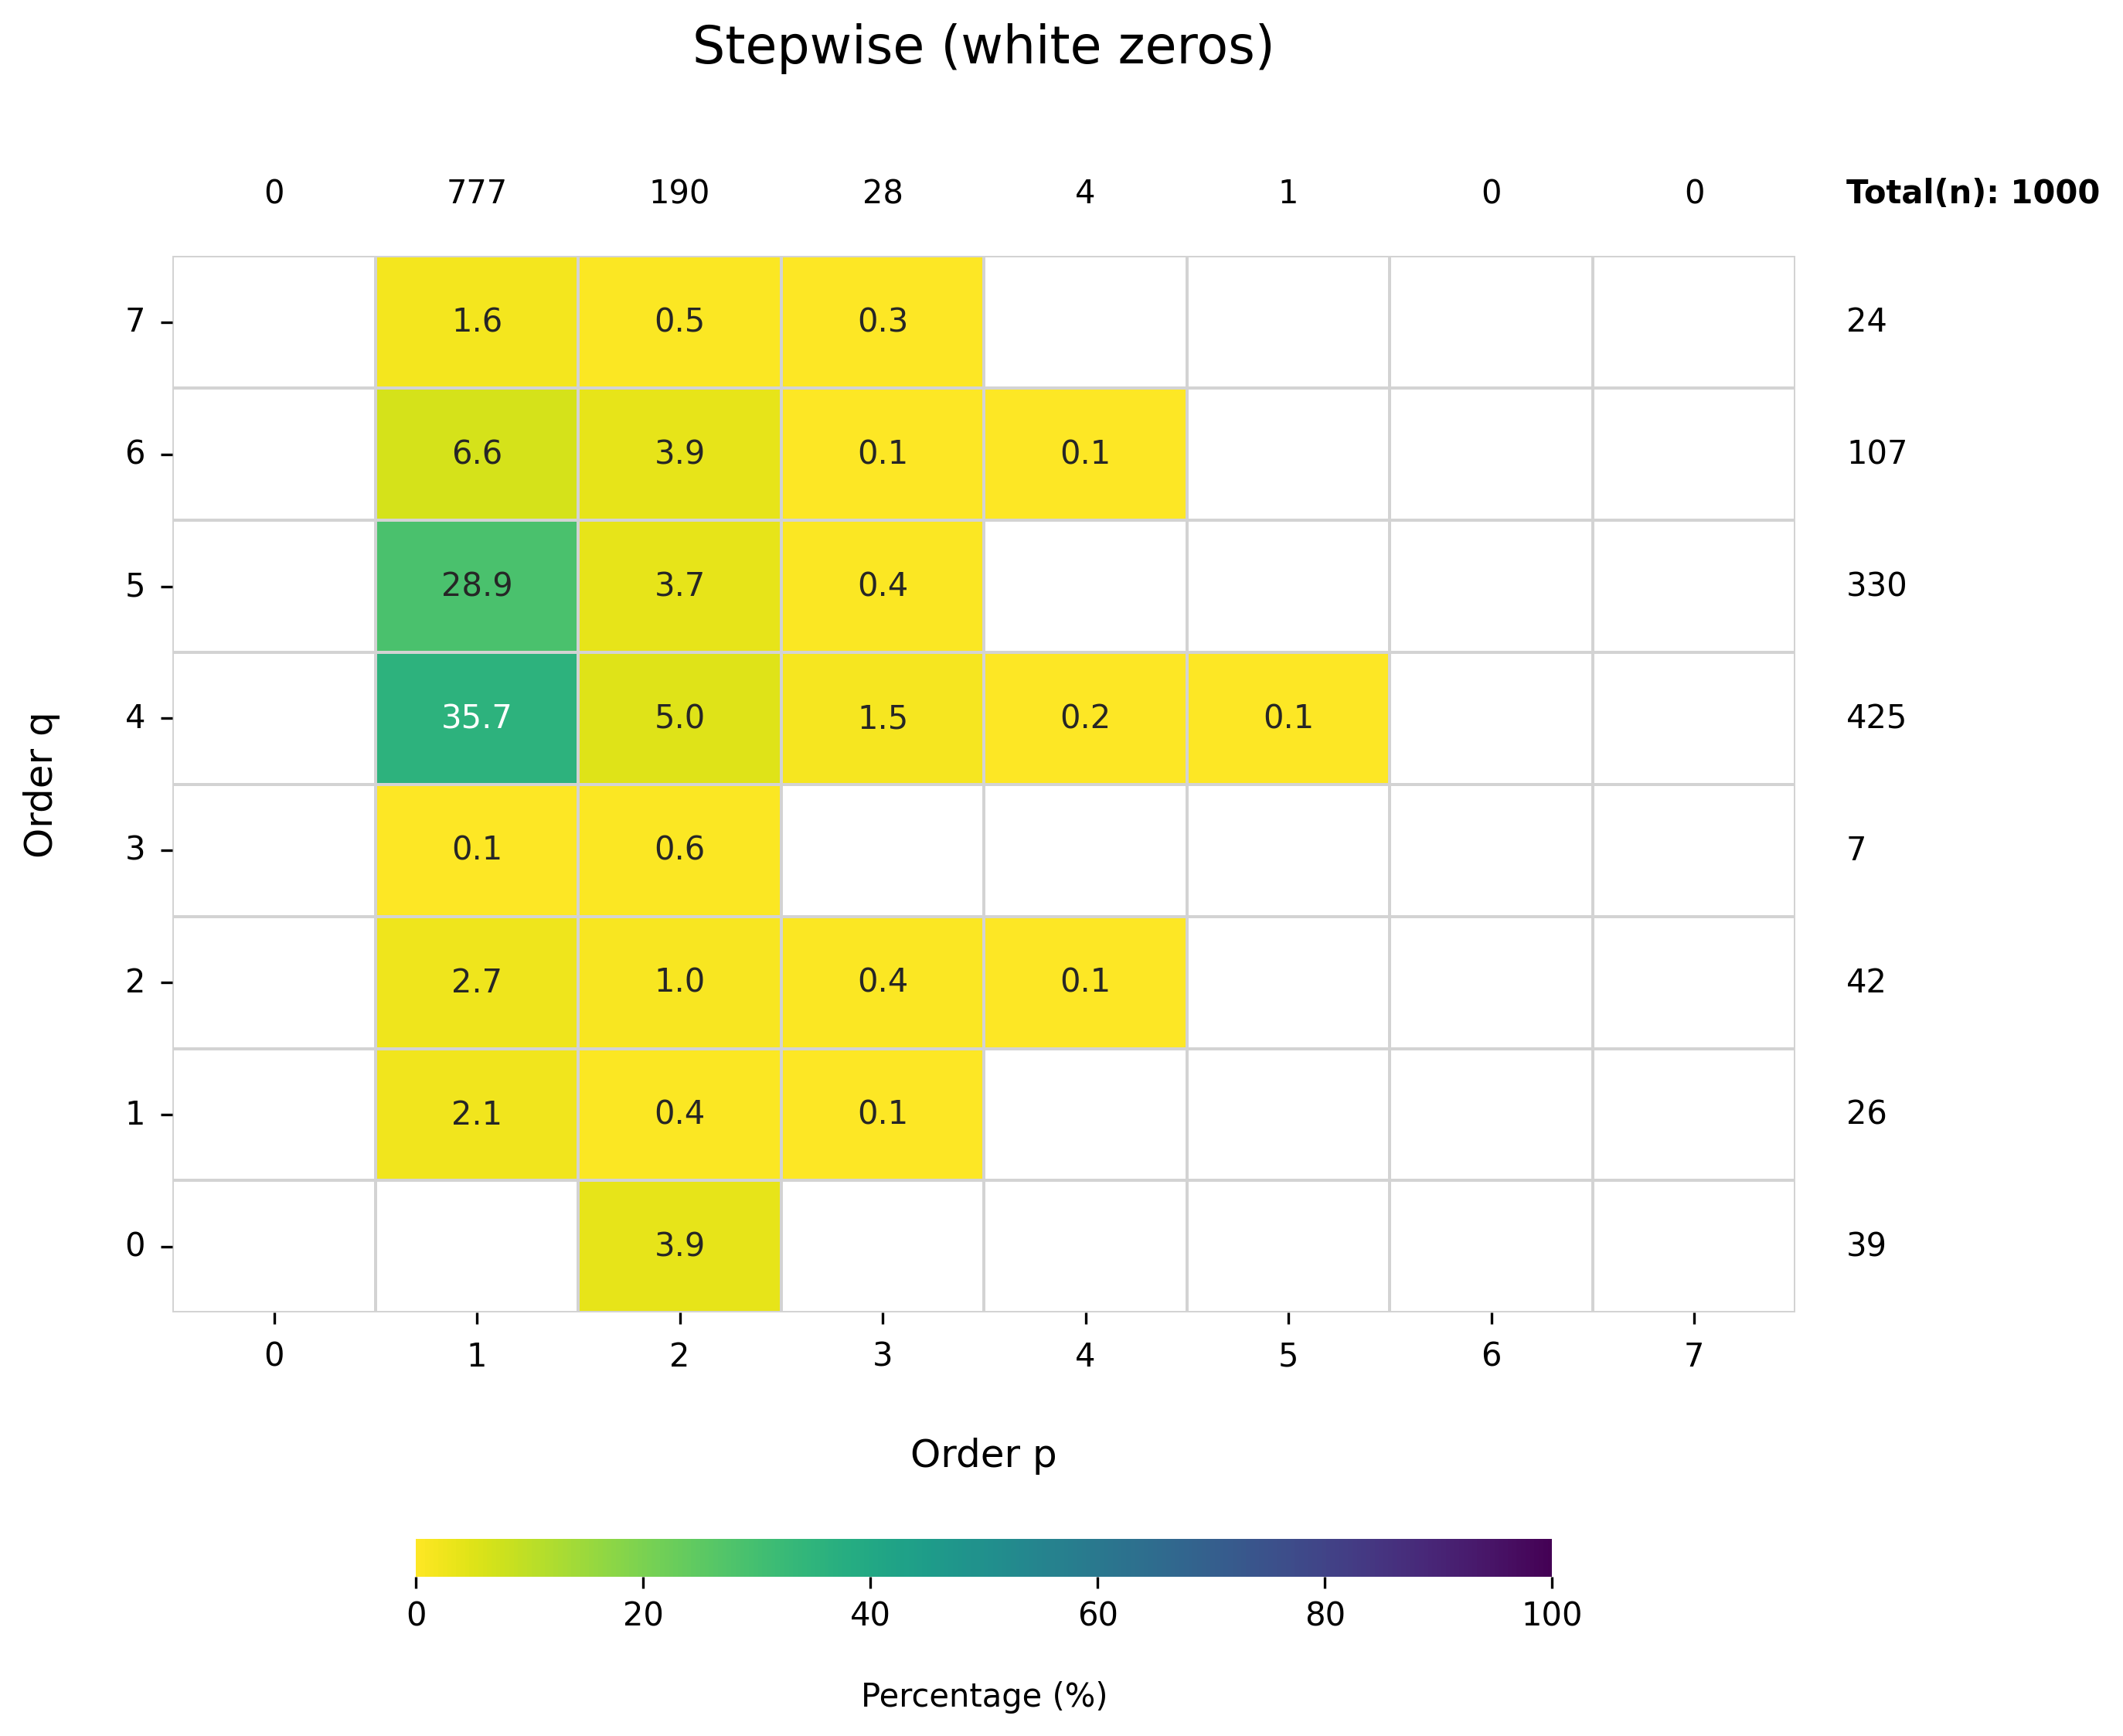 Stepwise (white zeros)
0 777 190 28 4 1 0 0 Total(n): 1000
7 1.6 0.5 0.3 24
6 6.6 3.9 0.1 0.1 107
5 28.9 3.7 0.4 330
4 35.7 5.0 1.5 0.2 0.1 425
3 0.1 0.6 7
2 2.7 1.0 0.4 0.1 42
1 2.1 0.4 0.1 26
0 3.9 39
Order q
0 1 2 3 4 5 6 7
Order p
0 20 40 60 80 100
Percentage (%)